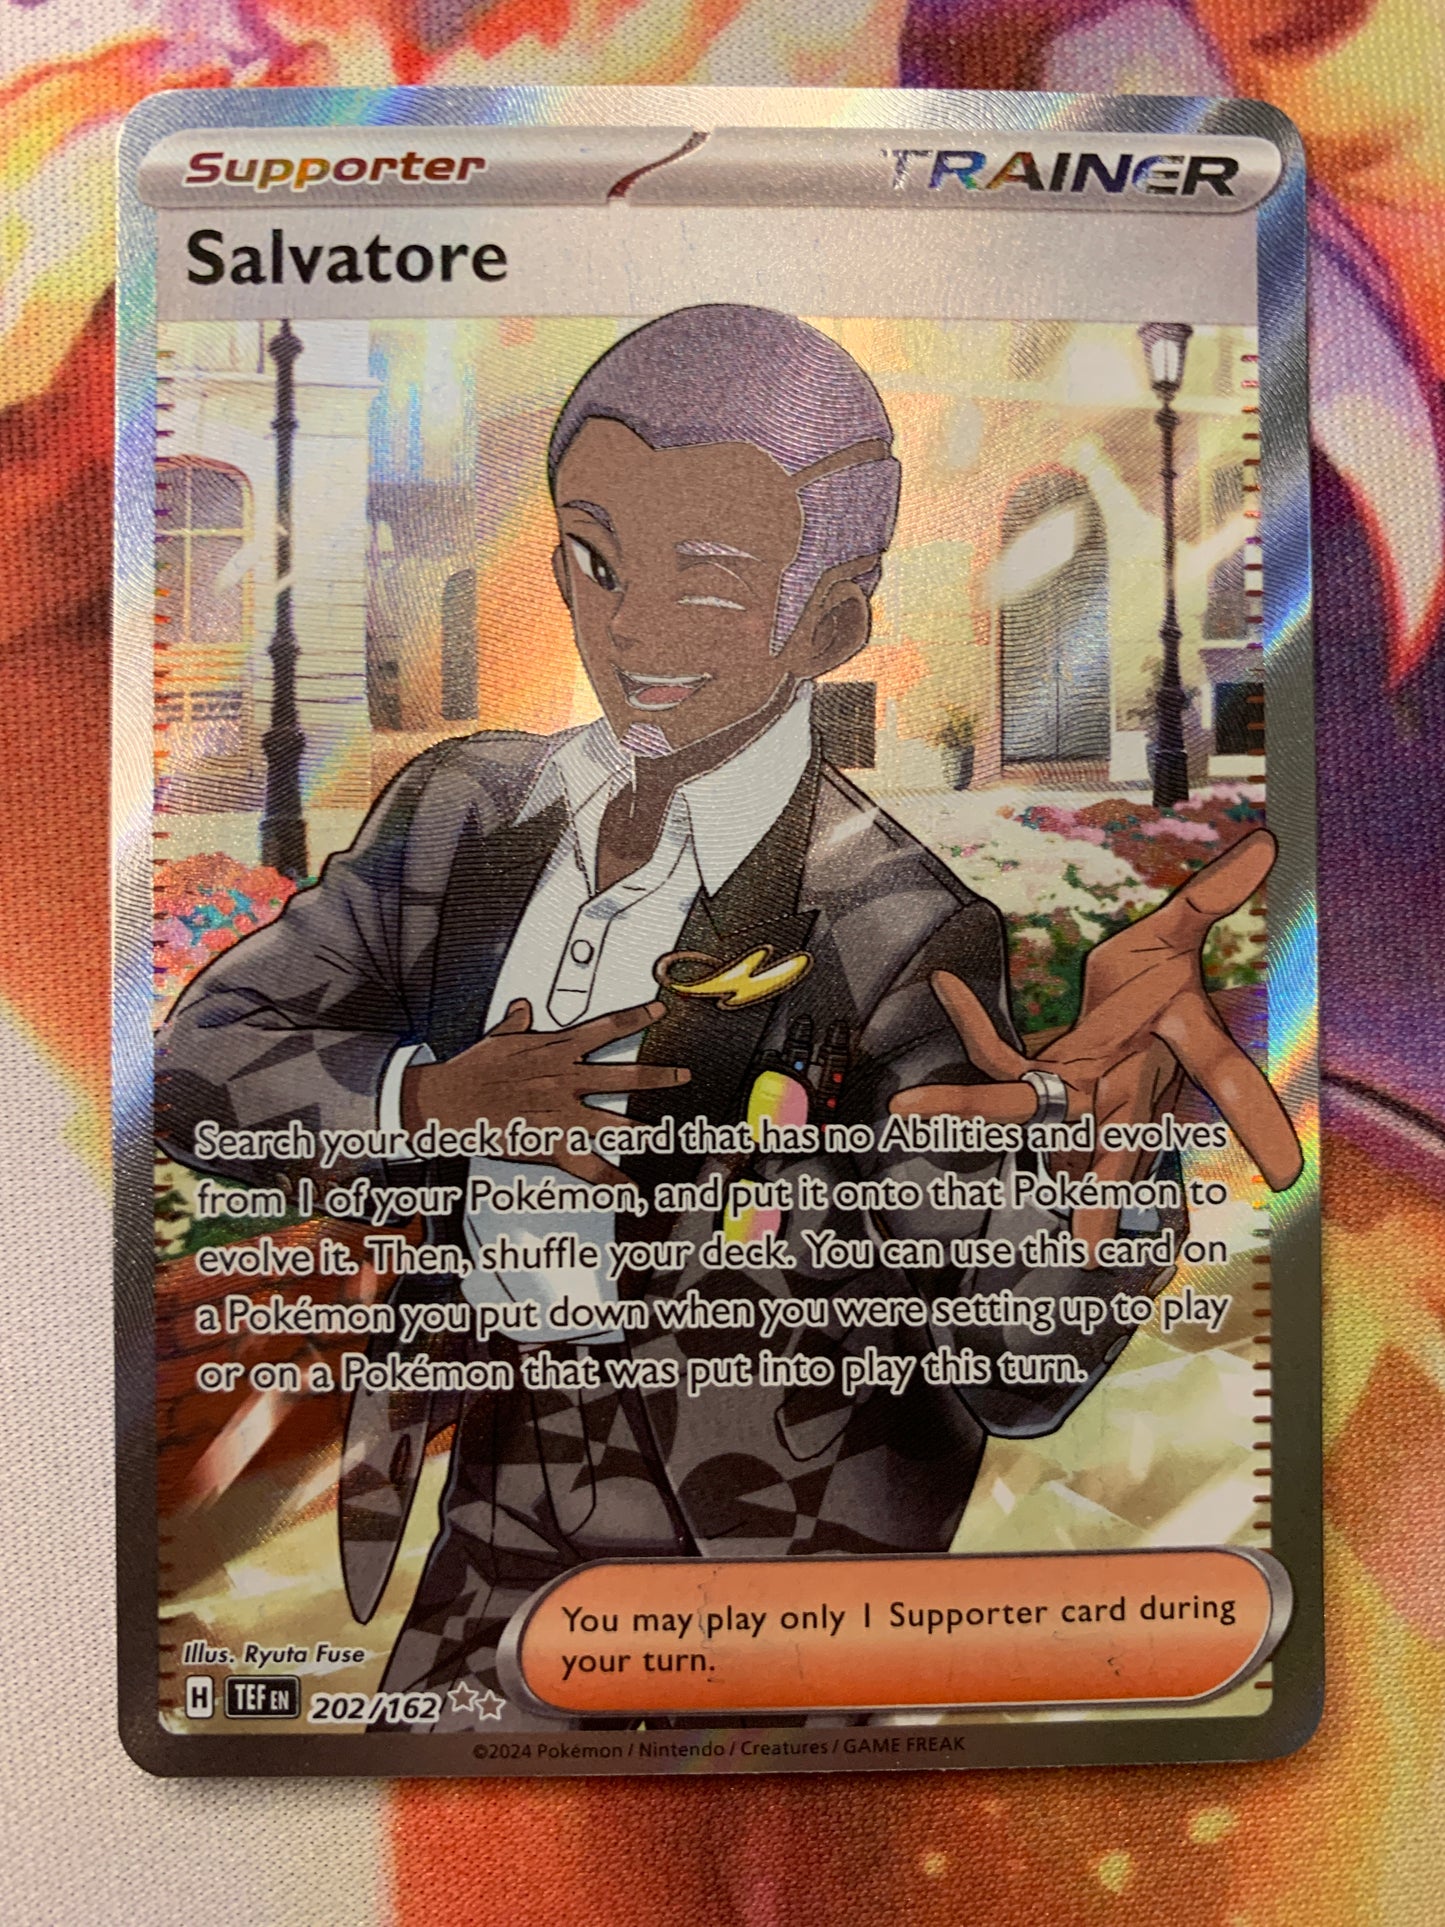 Supporter TRAINER
Salvatore
Search your deck for a card that has no Abilities and evolves
from 1 of your Pokémon, and put it onto that Pokémon to
evolve it. Then, shuffle your deck. You can use this card on
a Pokémon you put down when you were setting up to play
or on a Pokémon that was put into play this turn.
You may play only 1 Supporter card during
your turn.
Illus. Ryuta Fuse
H TEF EN 202/162
©2024 Pokémon / Nintendo / Creatures / GAME FREAK